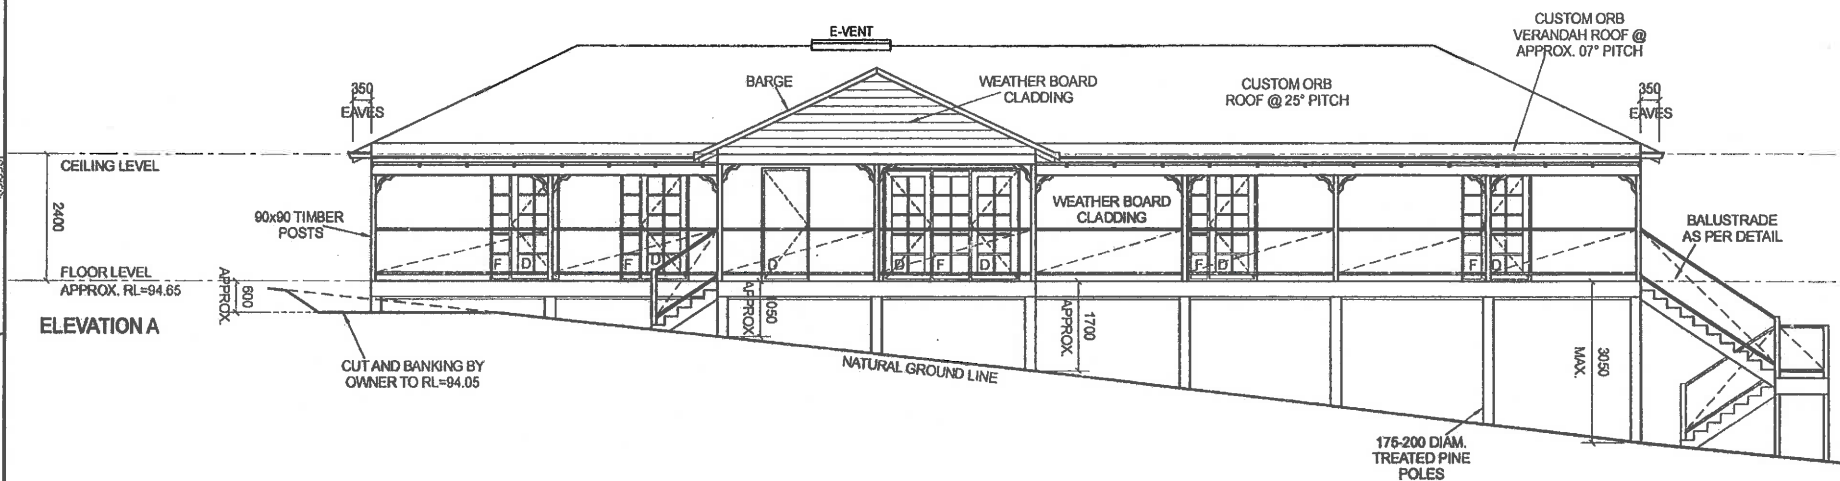 E-VENT
CUSTOM ORB
VERANDAH ROOF @
APPROX. 07° PITCH
350
EAVES
BARGE
WEATHER BOARD
CLADDING
CUSTOM ORB
ROOF @ 25° PITCH
350
EAVES
CEILING LEVEL
2400
90x90 TIMBER
POSTS
WEATHER BOARD
CLADDING
BALUSTRADE
AS PER DETAIL
F D
F D
D
D F D
F D
F D
FLOOR LEVEL
APPROX. RL=94.65
600
APPROX.
ELEVATION A
1050
APPROX.
1700
APPROX.
3050
MAX.
CUT AND BANKING BY
OWNER TO RL=94.05
NATURAL GROUND LINE
175-200 DIAM.
TREATED PINE
POLES